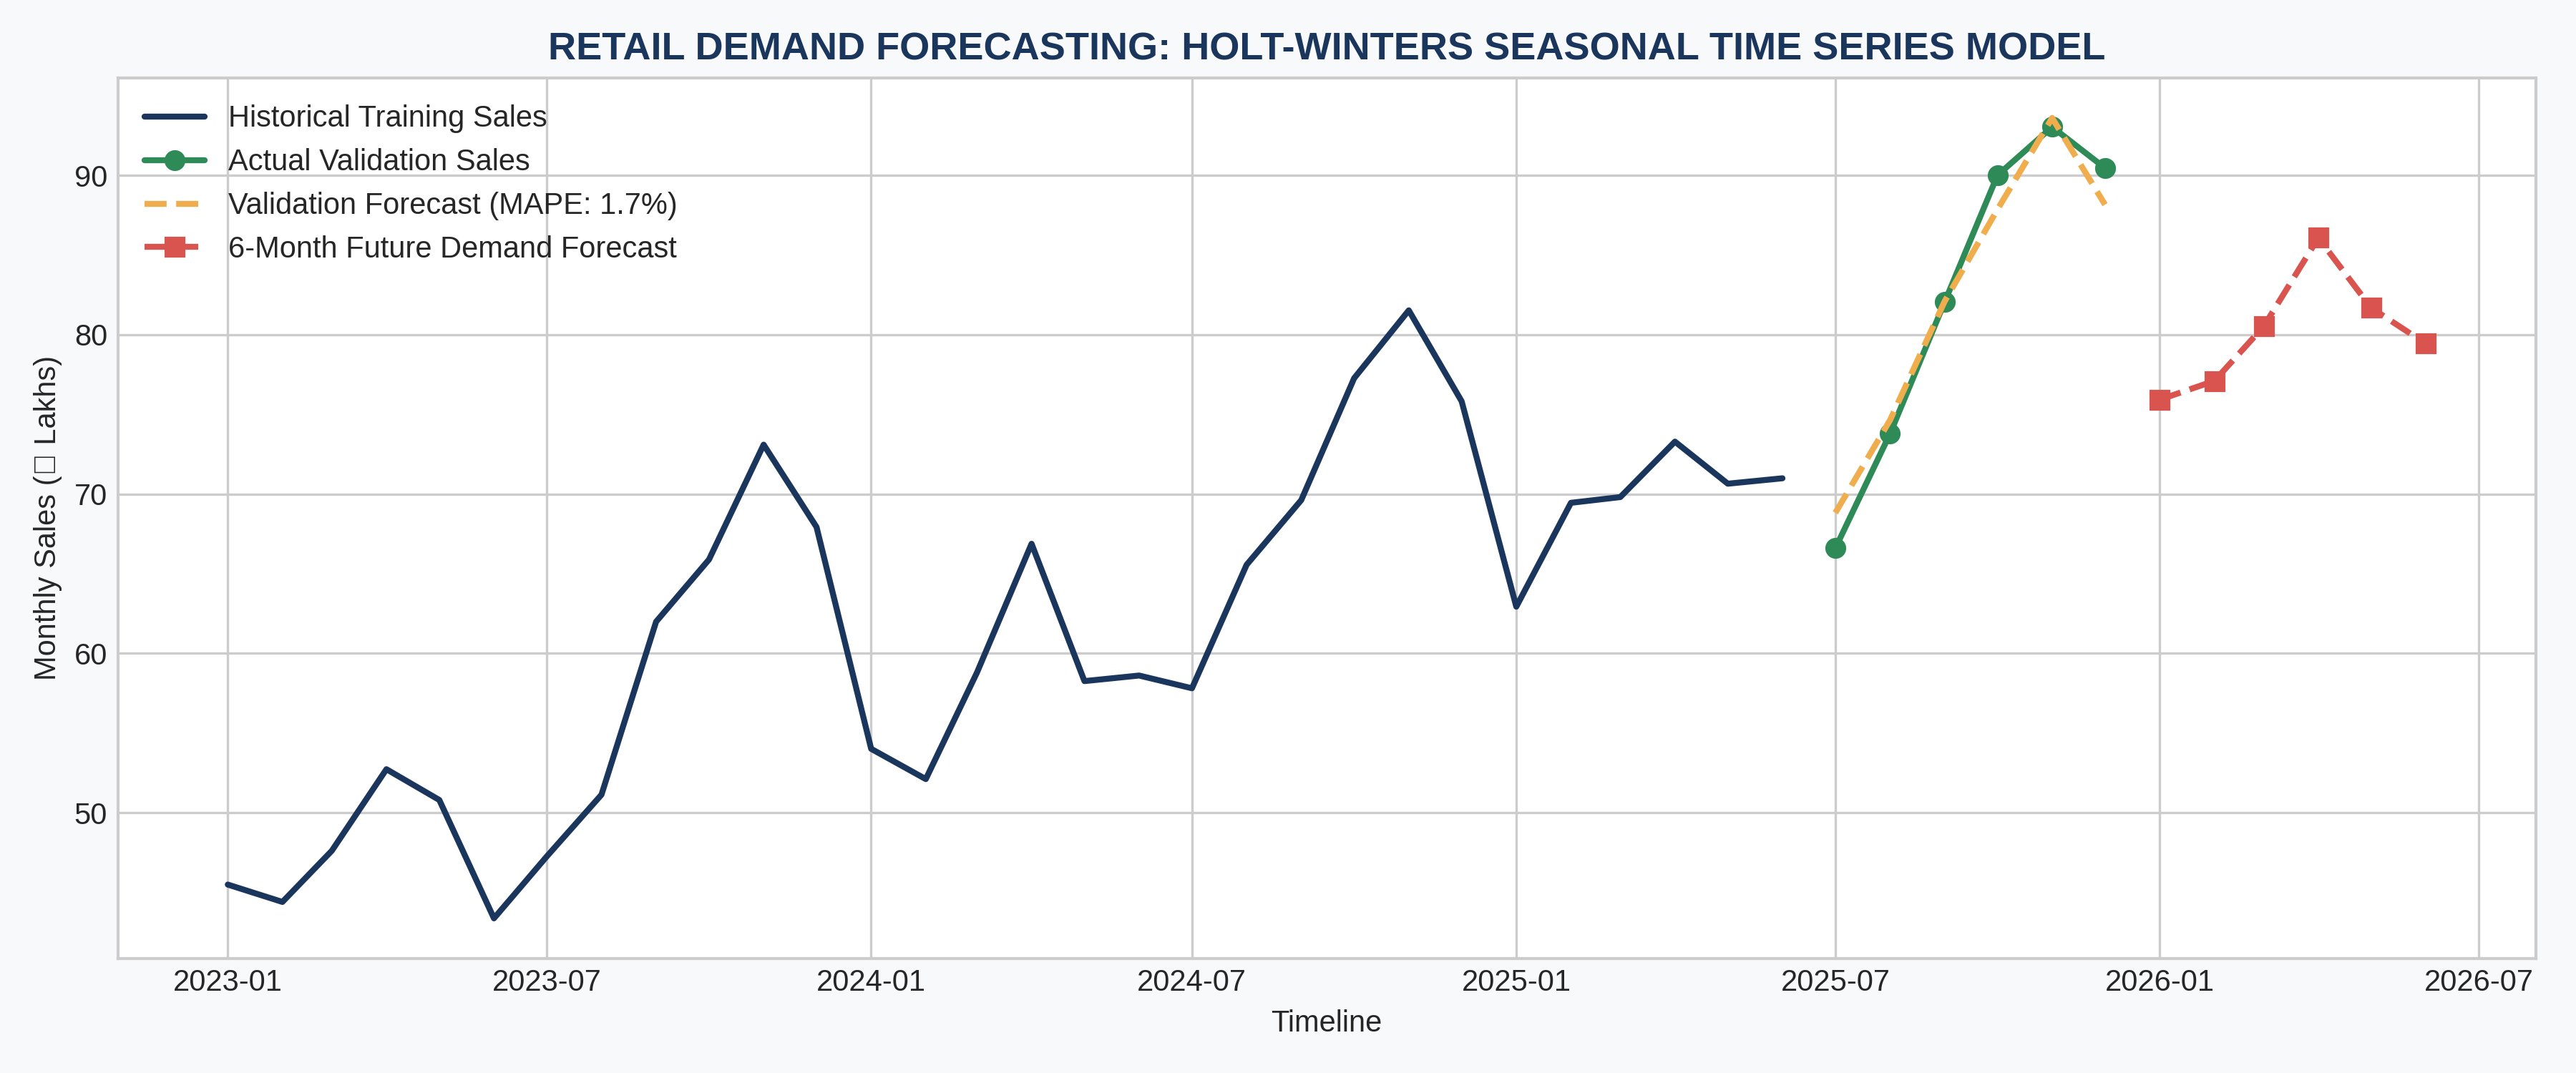 RETAIL DEMAND FORECASTING: HOLT-WINTERS SEASONAL TIME SERIES MODEL
Historical Training Sales
Actual Validation Sales
Validation Forecast (MAPE: 1.7%)
6-Month Future Demand Forecast
90
80
70
60
50
Monthly Sales (□ Lakhs)
2023-01 2023-07 2024-01 2024-07 2025-01 2025-07 2026-01 2026-07
Timeline